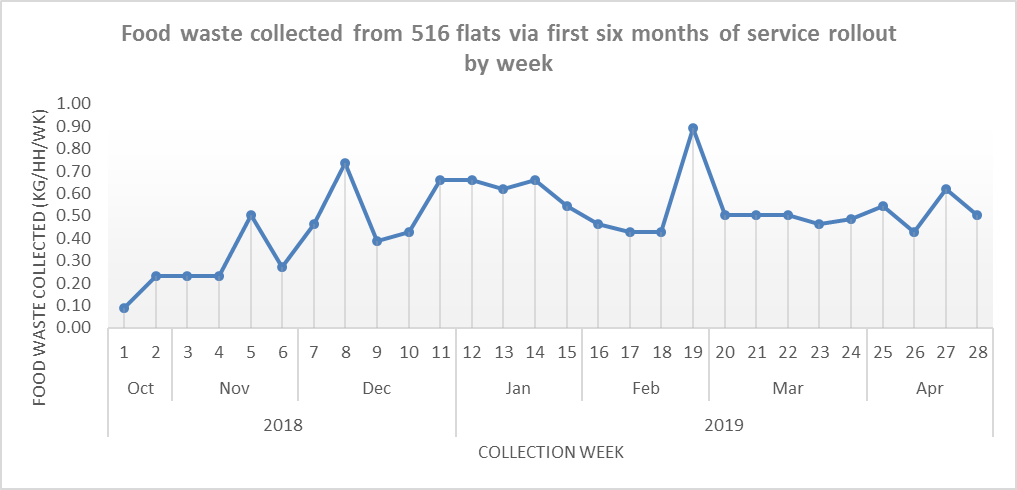 Food waste collected from 516 flats via first six months of service rollout
by week
FOOD WASTE COLLECTED (KG/HH/WK)
1.00
0.90
0.80
0.70
0.60
0.50
0.40
0.30
0.20
0.10
0.00
1 2 3 4 5 6 7 8 9 10 11 12 13 14 15 16 17 18 19 20 21 22 23 24 25 26 27 28
Oct Nov Dec Jan Feb Mar Apr
2018 2019
COLLECTION WEEK